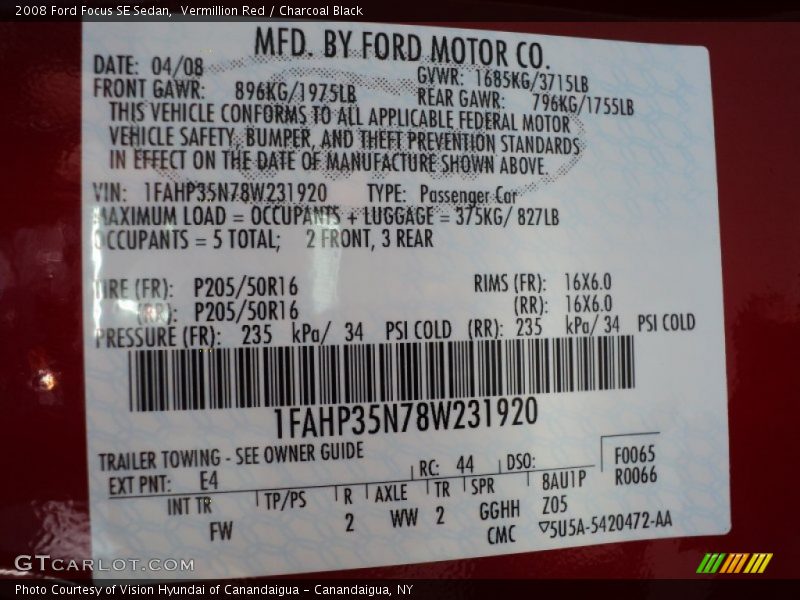 2008 Ford Focus SE Sedan,  Vermillion Red / Charcoal Black
MFD. BY FORD MOTOR CO.
DATE: 04/08 GVWR: 1685KG/3715LB
FRONT GAWR: 896KG/1975LB REAR GAWR: 796KG/1755LB
THIS VEHICLE CONFORMS TO ALL APPLICABLE FEDERAL MOTOR
VEHICLE SAFETY, BUMPER, AND THEFT PREVENTION STANDARDS
IN EFFECT ON THE DATE OF MANUFACTURE SHOWN ABOVE.
VIN: 1FAHP35N78W231920 TYPE: Passenger Car
MAXIMUM LOAD = OCCUPANTS + LUGGAGE = 375KG/ 827LB
OCCUPANTS = 5 TOTAL; 2 FRONT, 3 REAR
TIRE (FR): P205/50R16 RIMS (FR): 16X6.0
(RR): P205/50R16 (RR): 16X6.0
PRESSURE (FR): 235 kPa/ 34 PSI COLD (RR): 235 kPa/ 34 PSI COLD
1FAHP35N78W231920
TRAILER TOWING - SEE OWNER GUIDE
EXT PNT: E4 RC: 44 DSO: F0065
R0066
INT TR TP/PS R AXLE TR SPR 8AU1P
FW 2 WW 2 GGHH Z05
CMC ▽5U5A-5420472-AA
GTCARLOT.COM
Photo Courtesy of Vision Hyundai of Canandaigua - Canandaigua, NY